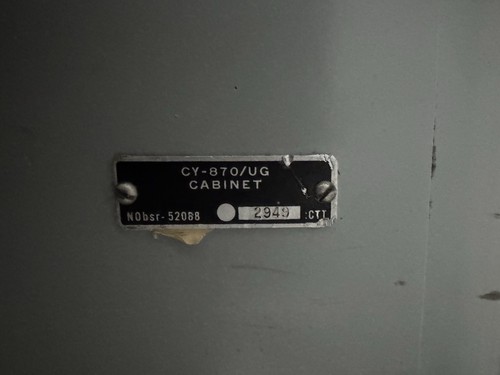 CY-870/UG
CABINET
NObsr-52088 2949 :CTT